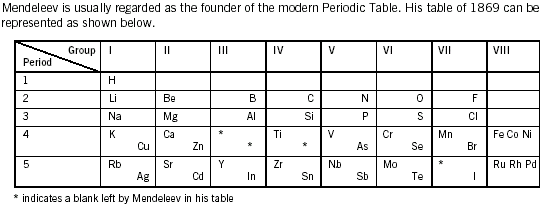 Mendeleev is usually regarded as the founder of the modern Periodic Table. His table of 1869 can be
represented as shown below.
Group I II III IV V VI VII VIII
Period
1 H
2 Li Be B C N O F
3 Na Mg Al Si P S Cl
4 K Ca * Ti V Cr Mn Fe Co Ni
Cu Zn * * As Se Br
5 Rb Sr Y Zr Nb Mo * Ru Rh Pd
Ag Cd In Sn Sb Te I
* indicates a blank left by Mendeleev in his table